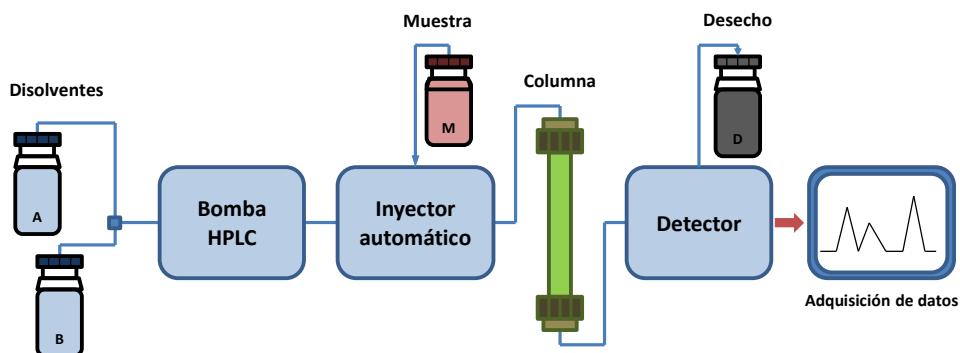 Disolventes
A
B
Bomba
HPLC
Muestra
M
Inyector
automático
Columna
Desecho
D
Detector
Adquisición de datos